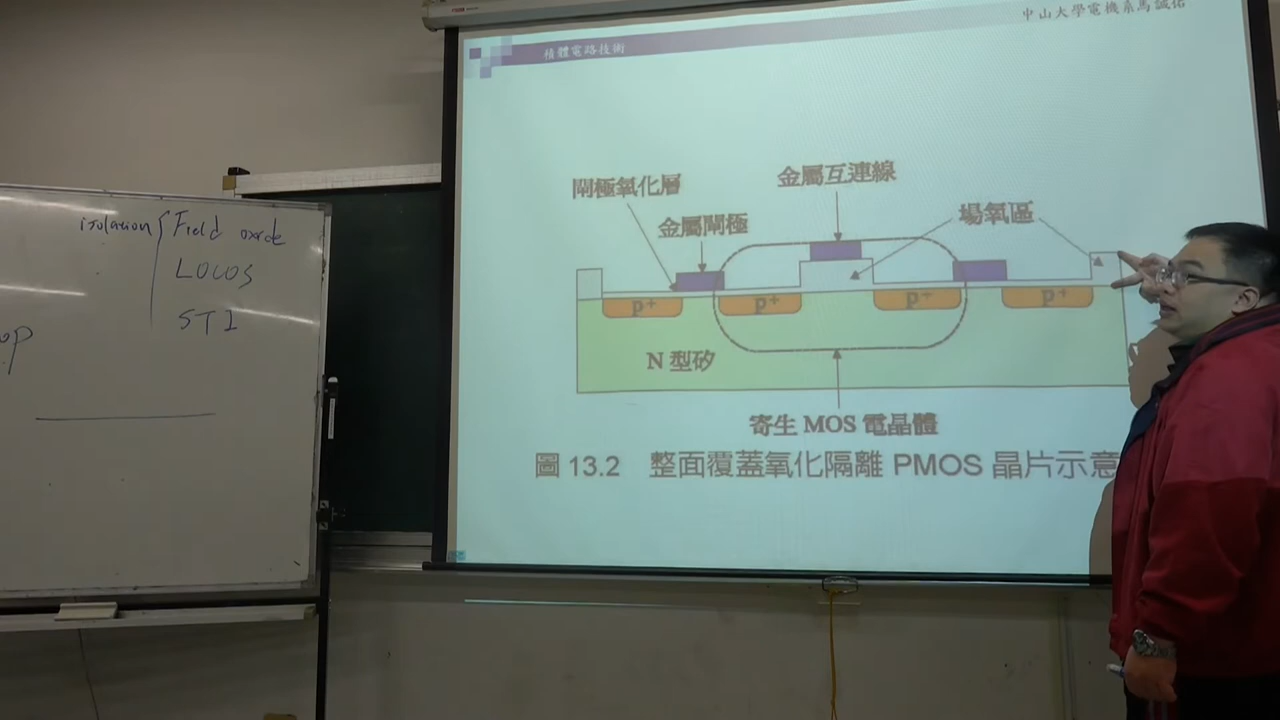 積體電路技術
中山大學電機系馬誠佑
金屬互連線
閘極氧化層
場氧區
金屬閘極
p+
p+
p+
p+
N 型矽
寄生 MOS 電晶體
圖 13.2 整面覆蓋氧化隔離 PMOS 晶片示意
isolation { Field oxide
LOCOS
STI
op